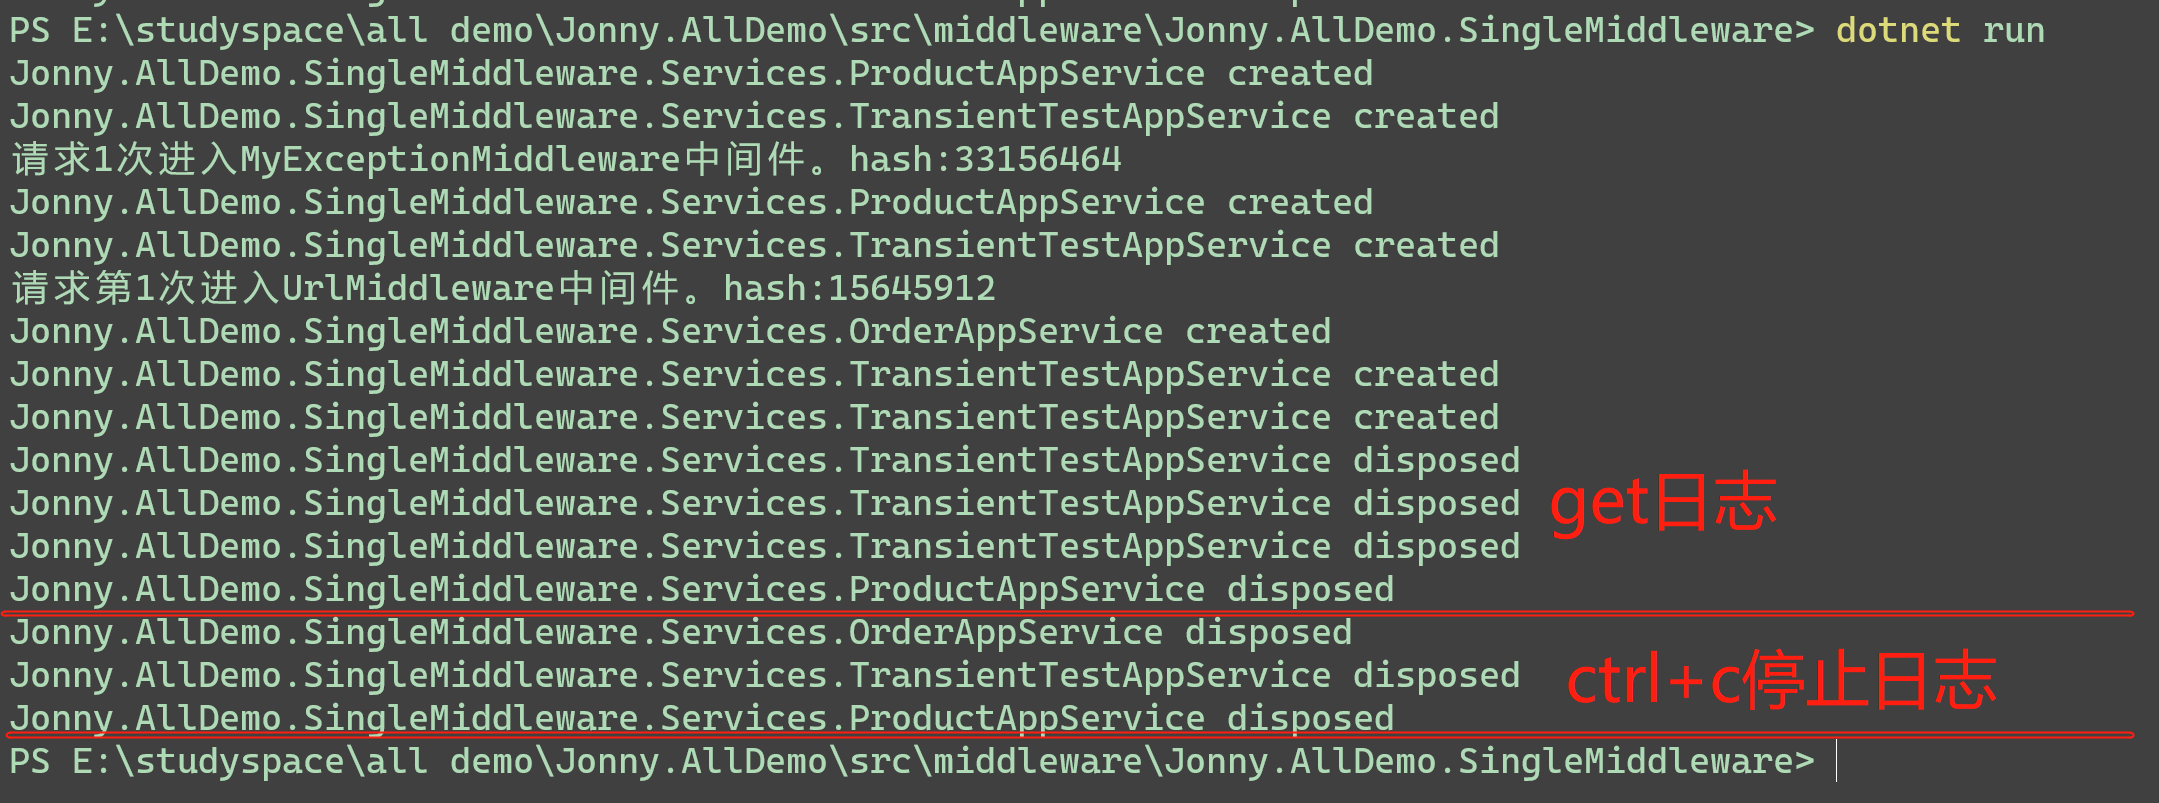 PS E:\studyspace\all demo\Jonny.AllDemo\src\middleware\Jonny.AllDemo.SingleMiddleware> dotnet run
Jonny.AllDemo.SingleMiddleware.Services.ProductAppService created
Jonny.AllDemo.SingleMiddleware.Services.TransientTestAppService created
请求1次进入MyExceptionMiddleware中间件。hash:33156464
Jonny.AllDemo.SingleMiddleware.Services.ProductAppService created
Jonny.AllDemo.SingleMiddleware.Services.TransientTestAppService created
请求第1次进入UrlMiddleware中间件。hash:15645912
Jonny.AllDemo.SingleMiddleware.Services.OrderAppService created
Jonny.AllDemo.SingleMiddleware.Services.TransientTestAppService created
Jonny.AllDemo.SingleMiddleware.Services.TransientTestAppService created
Jonny.AllDemo.SingleMiddleware.Services.TransientTestAppService disposed
Jonny.AllDemo.SingleMiddleware.Services.TransientTestAppService disposed
get日志
Jonny.AllDemo.SingleMiddleware.Services.TransientTestAppService disposed
Jonny.AllDemo.SingleMiddleware.Services.ProductAppService disposed
Jonny.AllDemo.SingleMiddleware.Services.OrderAppService disposed
Jonny.AllDemo.SingleMiddleware.Services.TransientTestAppService disposed
ctrl+c停止日志
Jonny.AllDemo.SingleMiddleware.Services.ProductAppService disposed
PS E:\studyspace\all demo\Jonny.AllDemo\src\middleware\Jonny.AllDemo.SingleMiddleware>